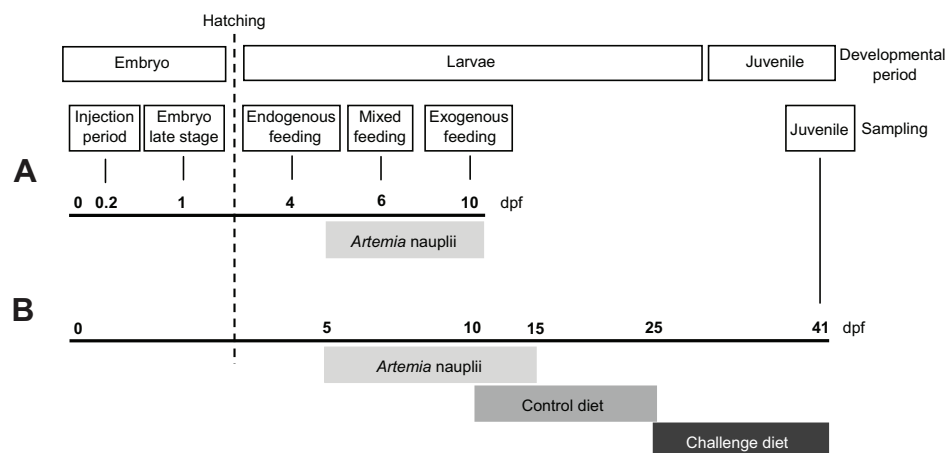 Hatching
A
Embryo
Larvae
Juvenile
Developmental
period
Injection
period
Embryo
late stage
Endogenous
feeding
Mixed
feeding
Exogenous
feeding
Juvenile
Sampling
0 0.2 1 4 6 10 dpf
Artemia nauplii
B
0 5 10 15 25 41 dpf
Artemia nauplii
Control diet
Challenge diet